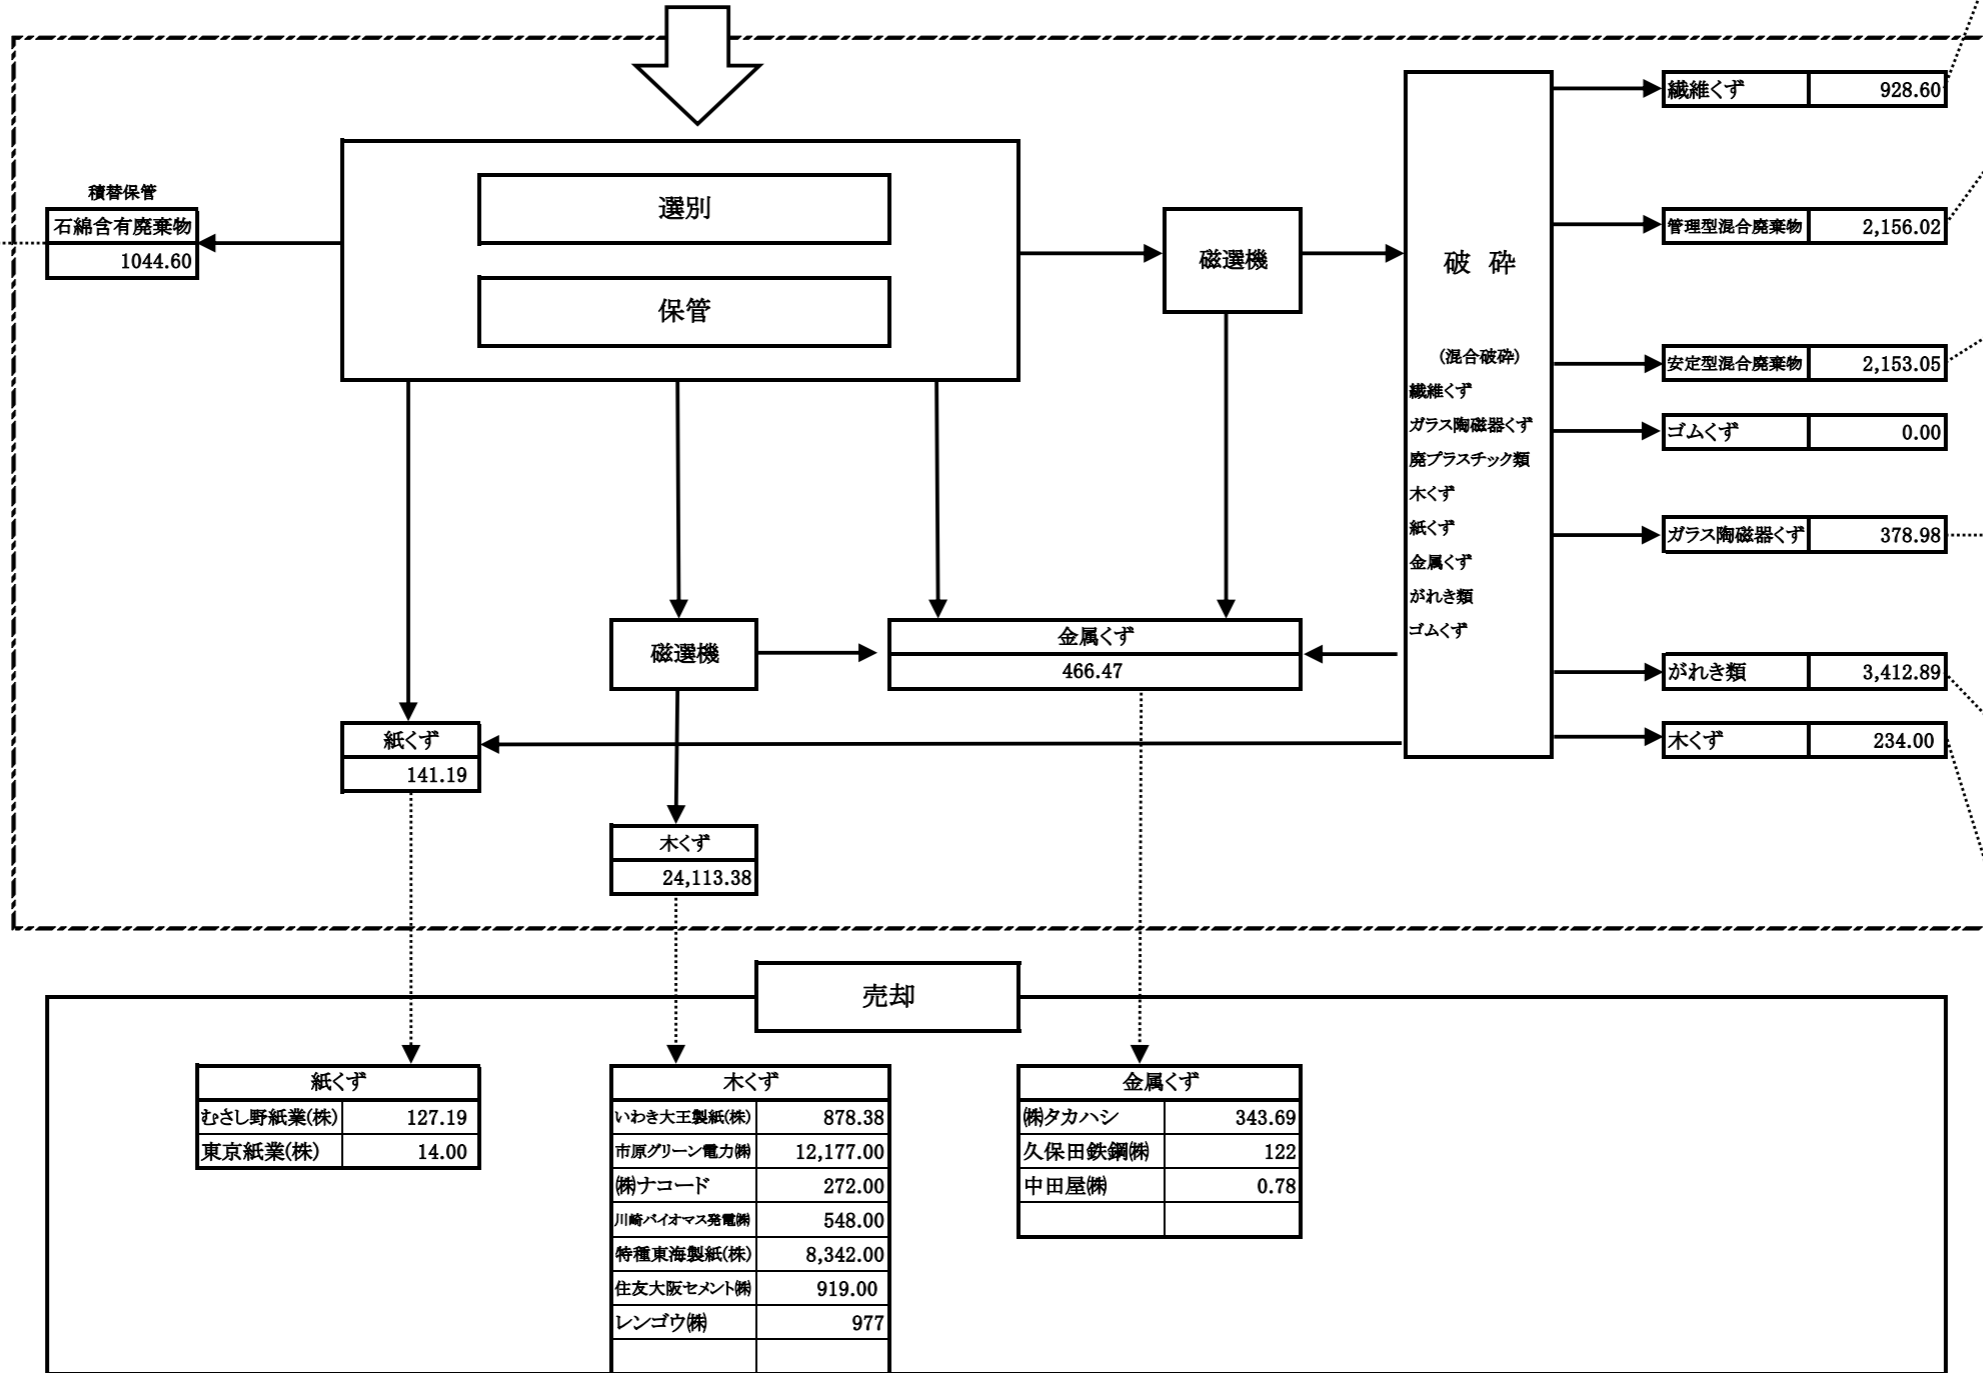 積替保管
石綿含有廃棄物
1044.60
選別
保管
磁選機
破 砕
(混合破砕)
繊維くず
ガラス陶磁器くず
廃プラスチック類
木くず
紙くず
金属くず
がれき類
ゴムくず
繊維くず 928.60
管理型混合廃棄物 2,156.02
安定型混合廃棄物 2,153.05
ゴムくず 0.00
ガラス陶磁器くず 378.98
がれき類 3,412.89
木くず 234.00
磁選機
金属くず
466.47
紙くず
141.19
木くず
24,113.38
売却
紙くず
むさし野紙業(株) 127.19
東京紙業(株) 14.00
木くず
いわき大王製紙(株) 878.38
市原グリーン電力㈱ 12,177.00
㈱ナコード 272.00
川崎バイオマス発電㈱ 548.00
特種東海製紙(株) 8,342.00
住友大阪セメント㈱ 919.00
レンゴウ㈱ 977
金属くず
㈱タカハシ 343.69
久保田鉄鋼㈱ 122
中田屋㈱ 0.78